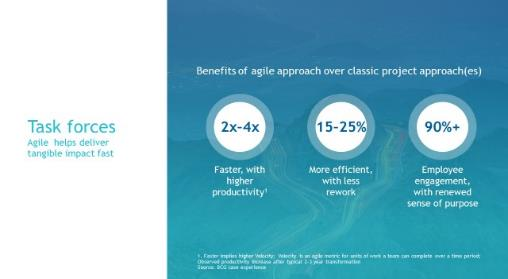 Benefits of agile approach over classic project approach(es)
Task forces
Agile helps deliver
tangible impact fast
2x-4x
Faster, with
higher
productivity¹
15-25%
More efficient,
with less
rework
90%+
Employee
engagement,
with renewed
sense of purpose
1. Faster implies higher Velocity: Velocity is an agile metric for units of work a team can complete over a time period;
Observed productivity increase after typical 2-3 year transformation
Source: BCG case experience